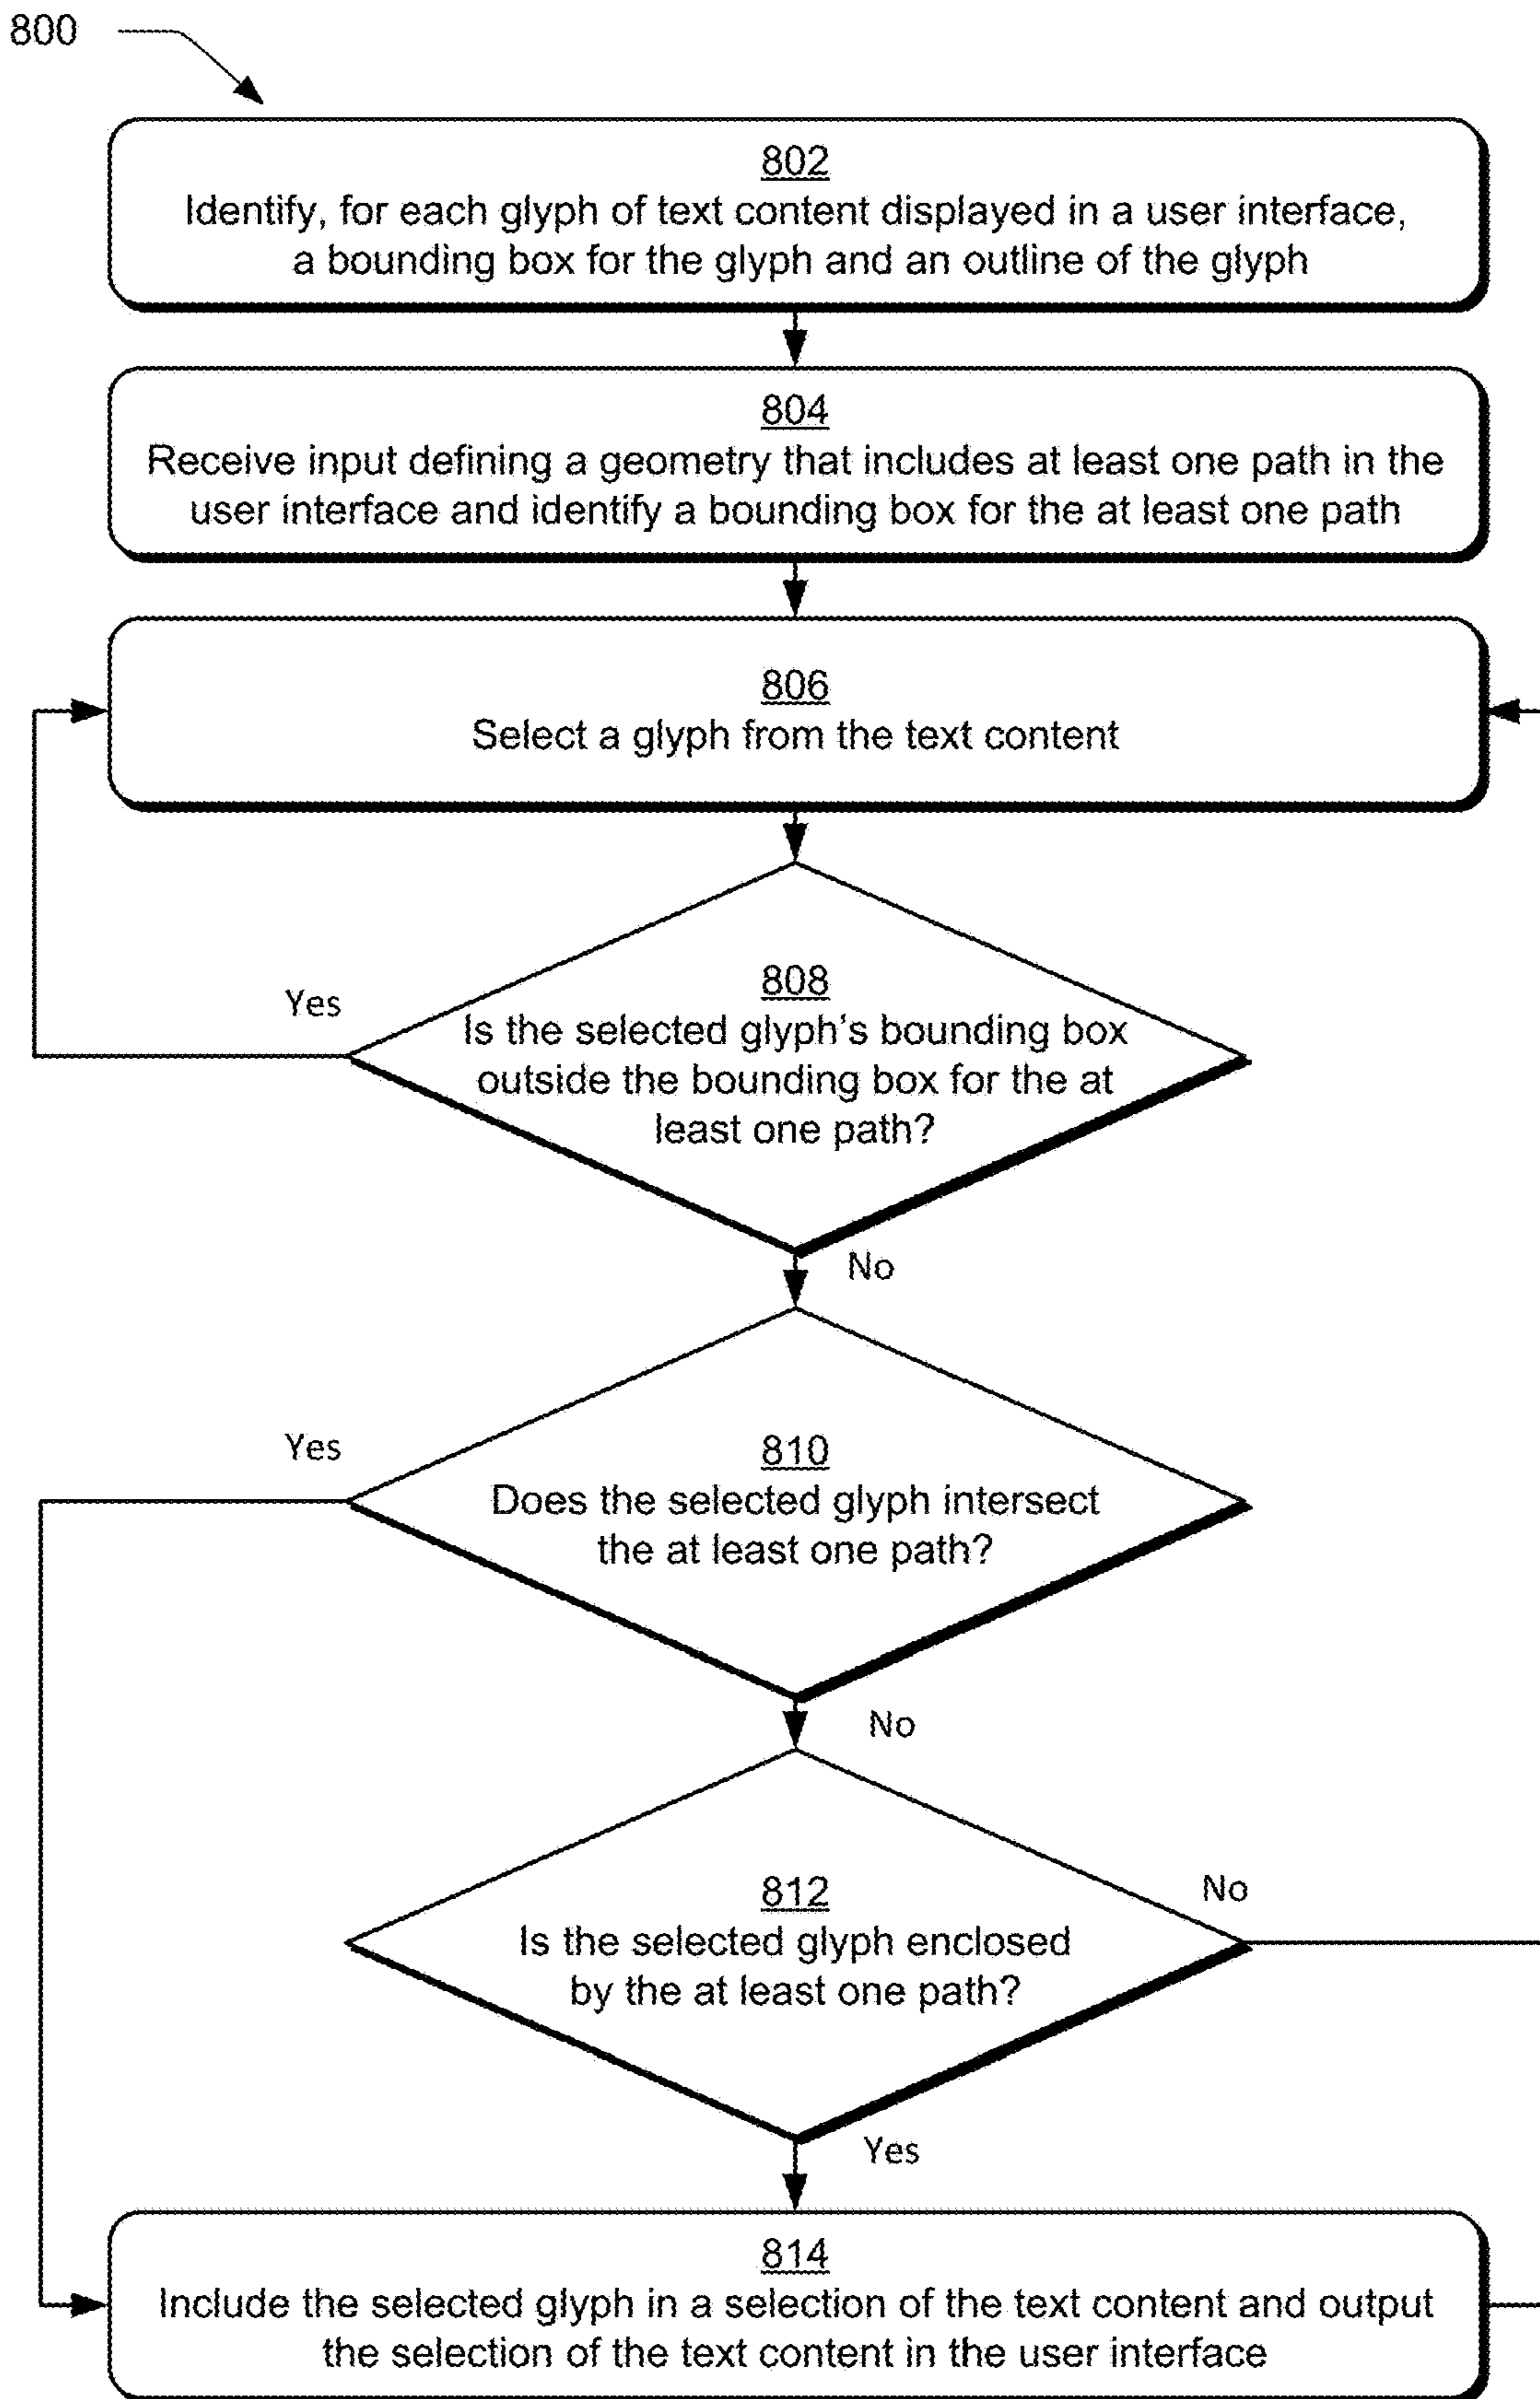 800
802
Identify, for each glyph of text content displayed in a user interface,
a bounding box for the glyph and an outline of the glyph
804
Receive input defining a geometry that includes at least one path in the
user interface and identify a bounding box for the at least one path
806
Select a glyph from the text content
Yes
808
Is the selected glyph’s bounding box
outside the bounding box for the at
least one path?
No
Yes
810
Does the selected glyph intersect
the at least one path?
No
812
Is the selected glyph enclosed
by the at least one path?
No
Yes
814
Include the selected glyph in a selection of the text content and output
the selection of the text content in the user interface